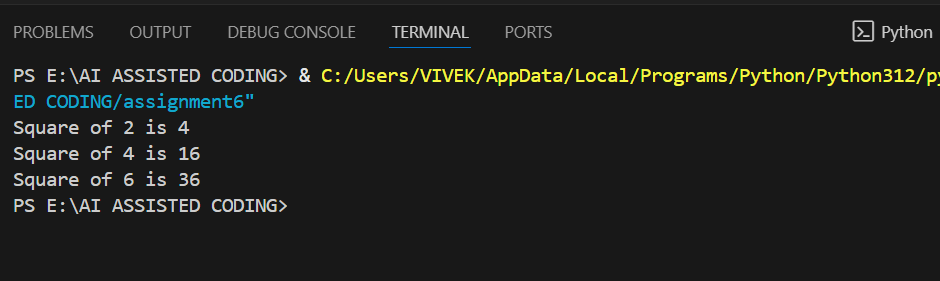 PROBLEMS OUTPUT DEBUG CONSOLE TERMINAL PORTS Python
PS E:\AI ASSISTED CODING> & C:/Users/VIVEK/AppData/Local/Programs/Python/Python312/py
ED CODING/assignment6"
Square of 2 is 4
Square of 4 is 16
Square of 6 is 36
PS E:\AI ASSISTED CODING>